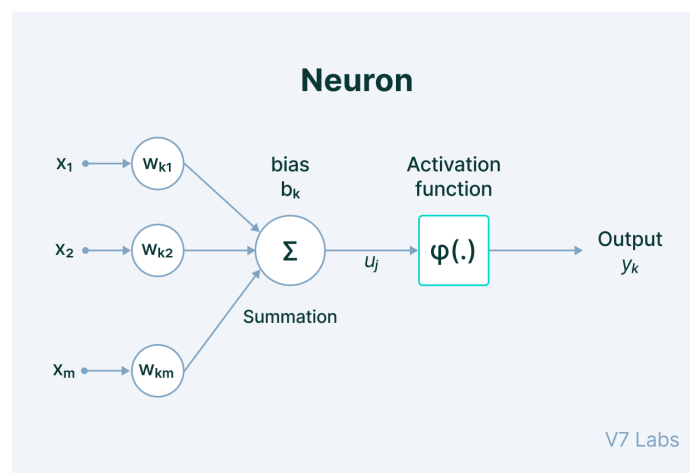 Neuron
bias
bₖ
Activation
function
x₁
wₖ₁
x₂
wₖ₂
Σ
uⱼ
φ(.)
Output
yₖ
Summation
xₘ
wₖₘ
V7 Labs